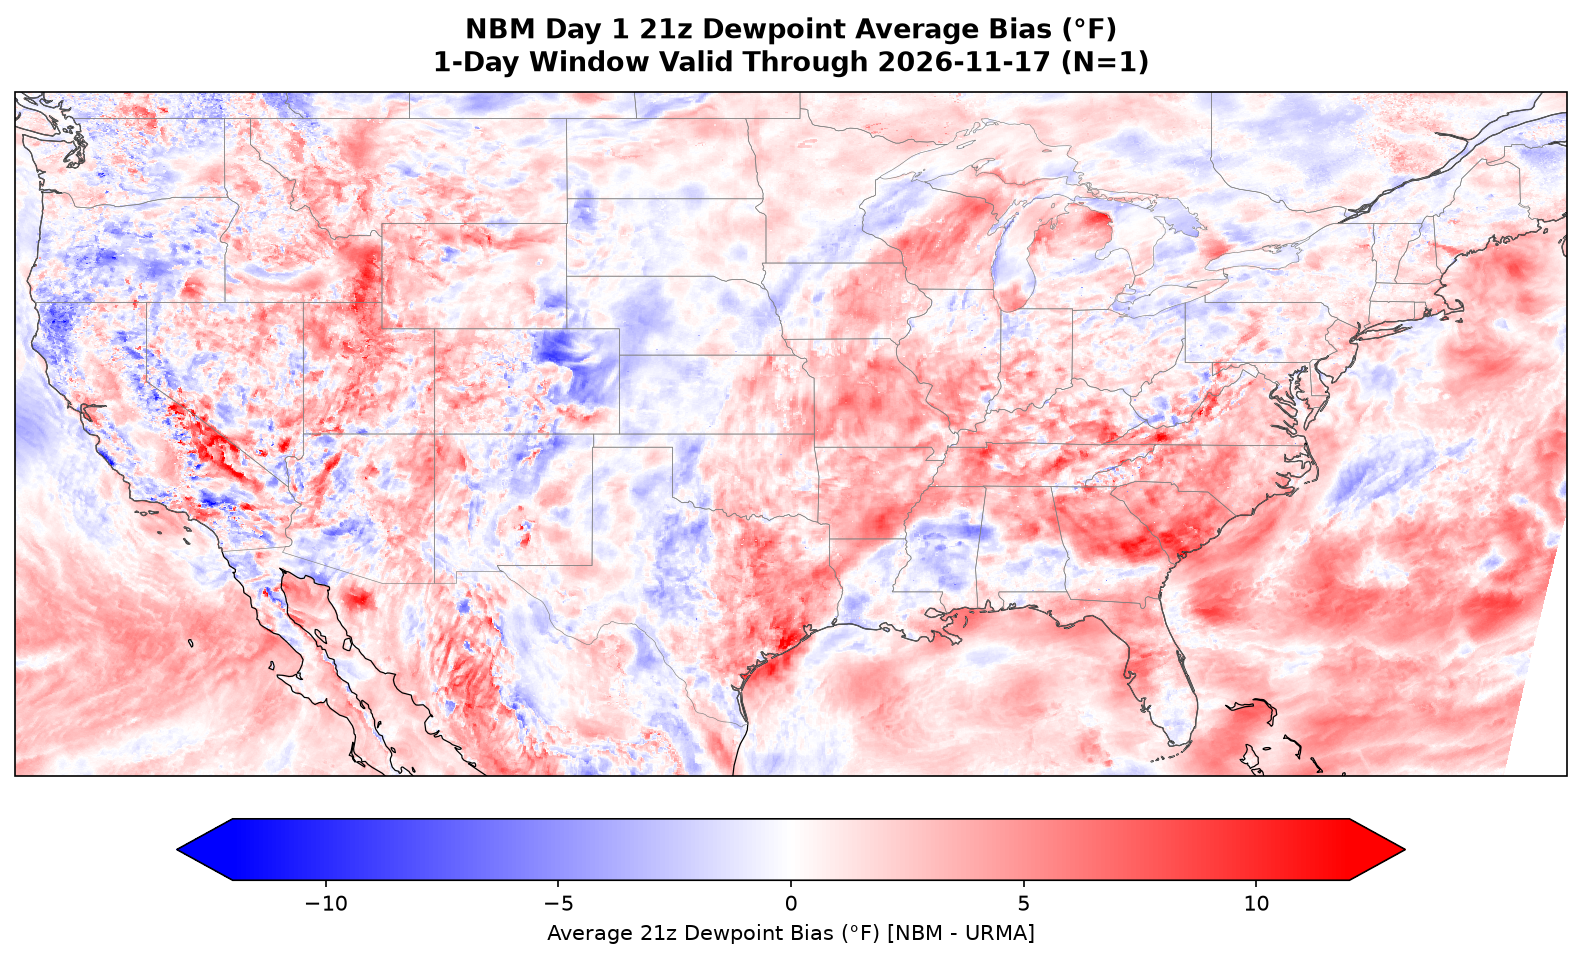 NBM Day 1 21z Dewpoint Average Bias (°F)
1-Day Window Valid Through 2026-11-17 (N=1)
−10 −5 0 5 10
Average 21z Dewpoint Bias (°F) [NBM - URMA]